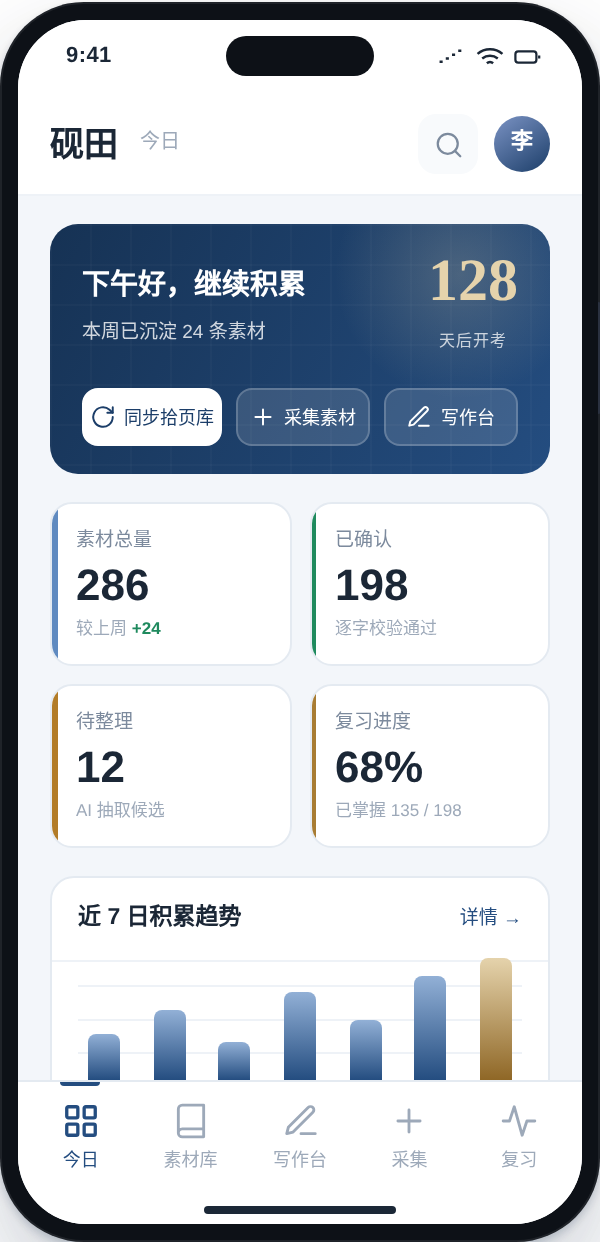 9:41
砚田 今日
李
下午好，继续积累
128
本周已沉淀 24 条素材
天后开考
同步拾页库
采集素材
写作台
素材总量
286
较上周 +24
已确认
198
逐字校验通过
待整理
12
AI 抽取候选
复习进度
68%
已掌握 135 / 198
近 7 日积累趋势
详情 →
今日
素材库
写作台
采集
复习